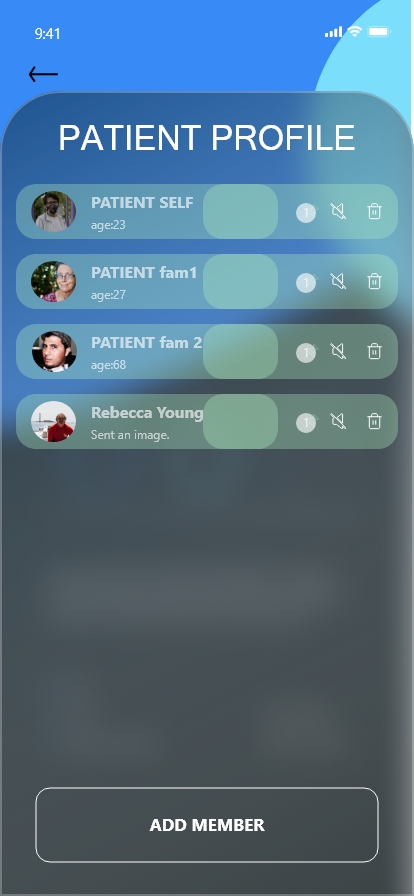 9:41
PATIENT PROFILE
PATIENT SELF
age:23
1
PATIENT fam1
age:27
1
PATIENT fam 2
age:68
1
Rebecca Young
Sent an image.
1
ADD MEMBER